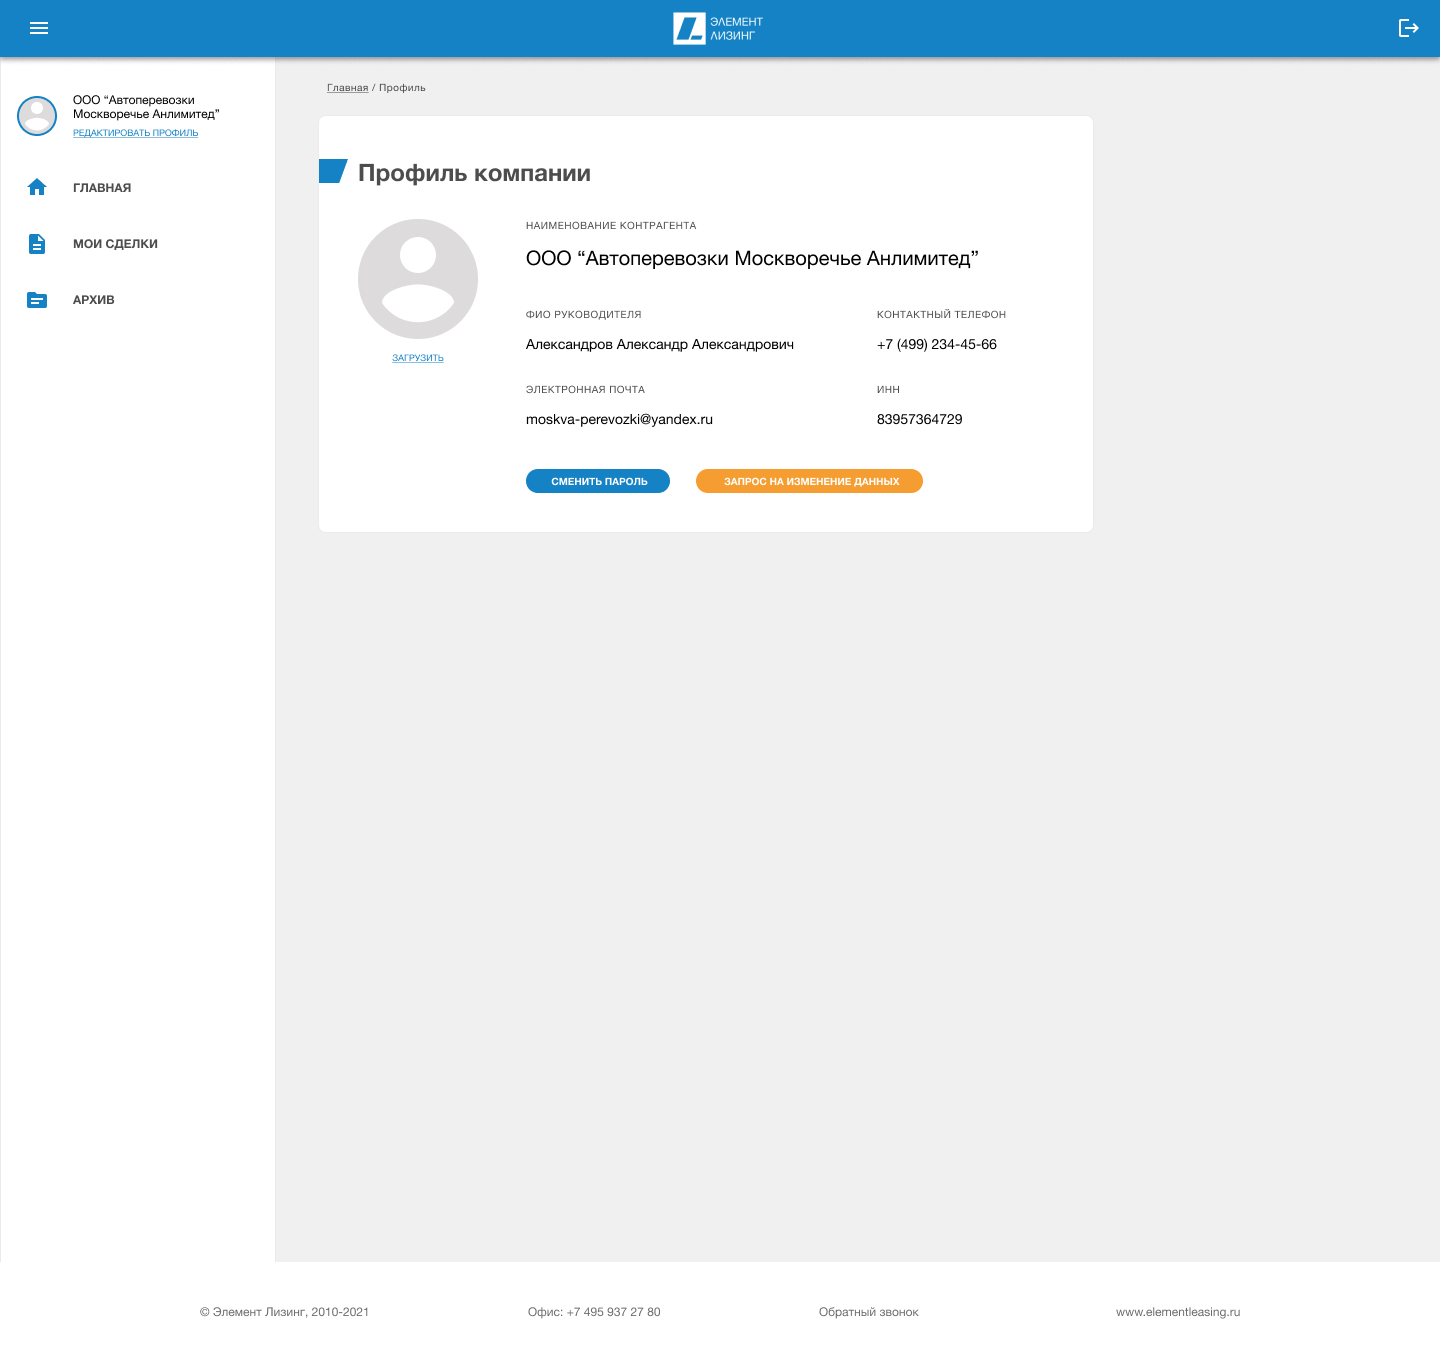 ЭЛЕМЕНТ
ЛИЗИНГ
ООО “Автоперевозки
Москворечье Анлимитед”
РЕДАКТИРОВАТЬ ПРОФИЛЬ
ГЛАВНАЯ
МОИ СДЕЛКИ
АРХИВ
Главная / Профиль
Профиль компании
ЗАГРУЗИТЬ
НАИМЕНОВАНИЕ КОНТРАГЕНТА
ООО “Автоперевозки Москворечье Анлимитед”
ФИО РУКОВОДИТЕЛЯ
Александров Александр Александрович
КОНТАКТНЫЙ ТЕЛЕФОН
+7 (499) 234-45-66
ЭЛЕКТРОННАЯ ПОЧТА
moskva-perevozki@yandex.ru
ИНН
83957364729
СМЕНИТЬ ПАРОЛЬ
ЗАПРОС НА ИЗМЕНЕНИЕ ДАННЫХ
© Элемент Лизинг, 2010-2021
Офис: +7 495 937 27 80
Обратный звонок
www.elementleasing.ru